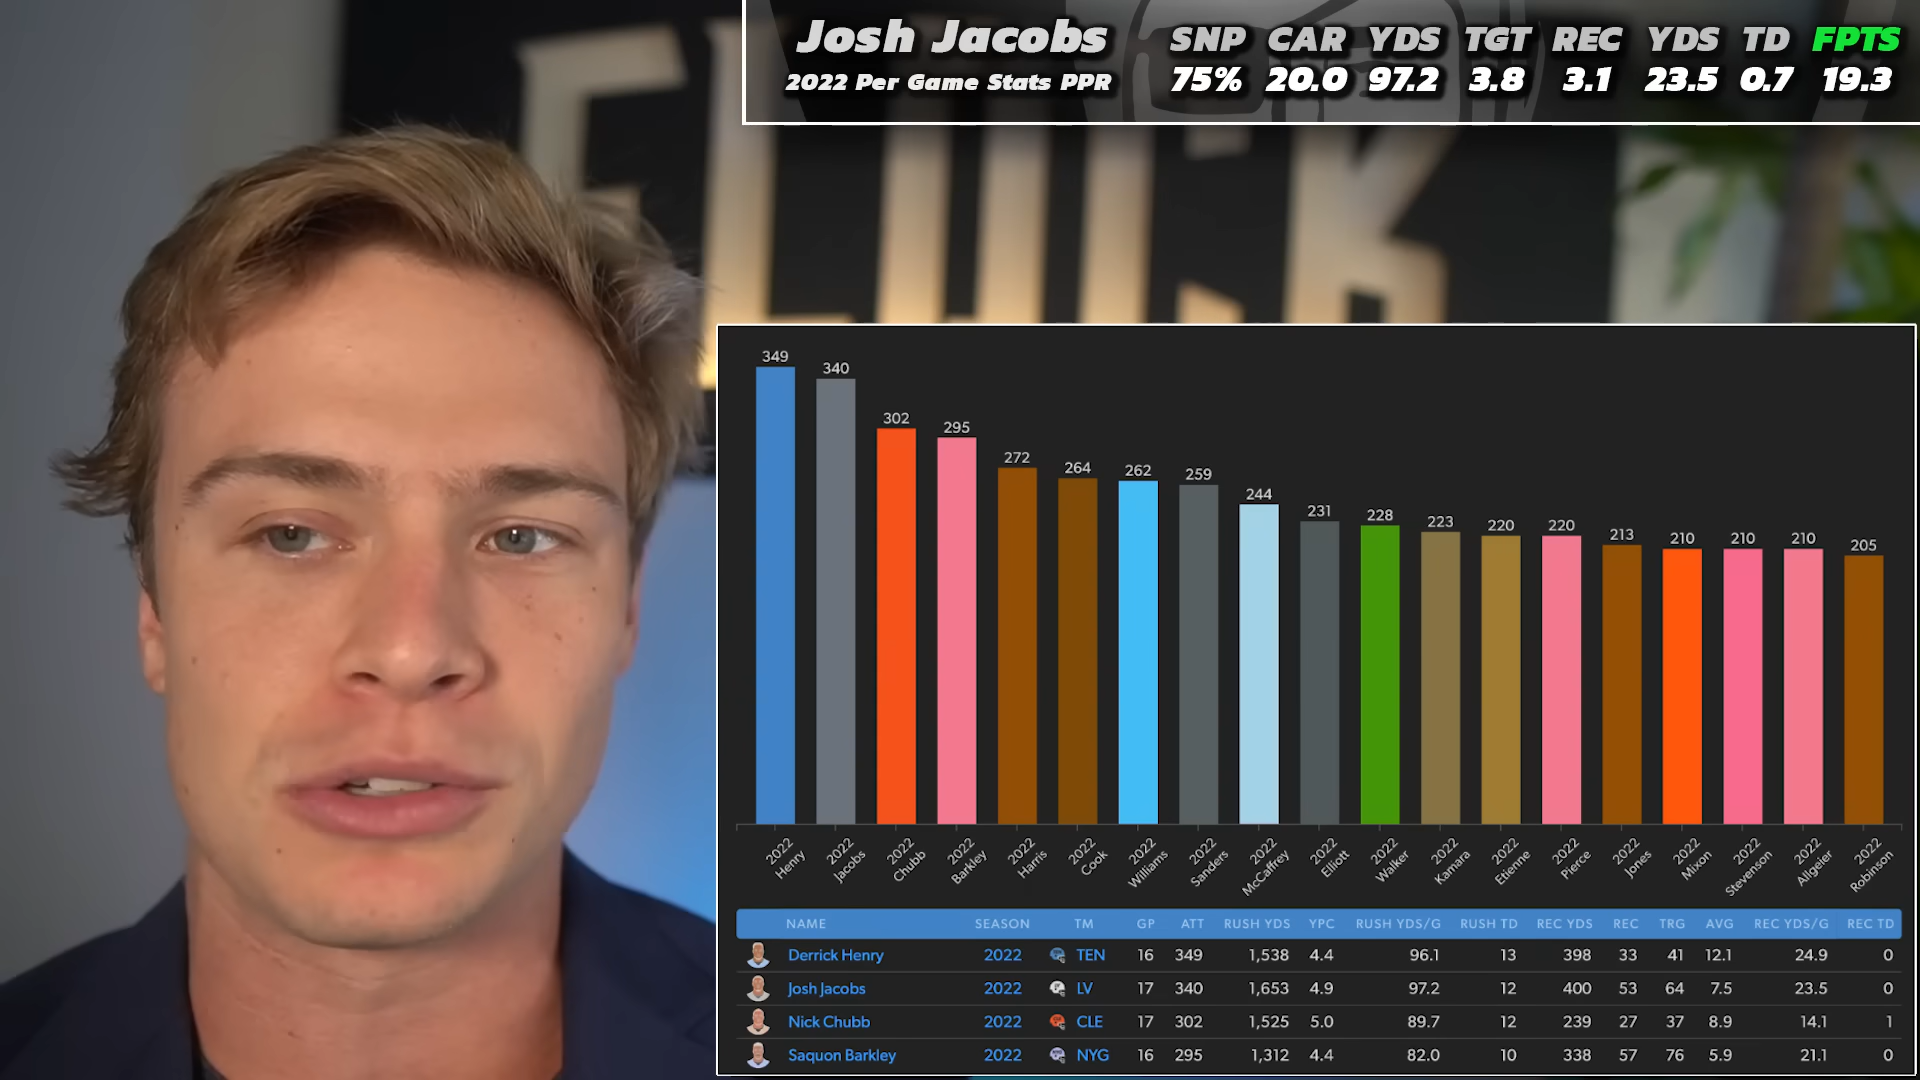 Josh Jacobs
2022 Per Game Stats PPR
SNP CAR YDS TGT REC YDS TD FPTS
75% 20.0 97.2 3.8 3.1 23.5 0.7 19.3
349 340 302 295 272 264 262 259 244 231 228 223 220 220 213 210 210 210 205
2022 Henry
2022 Jacobs
2022 Chubb
2022 Barkley
2022 Harris
2022 Cook
2022 Williams
2022 Sanders
2022 McCaffrey
2022 Elliott
2022 Walker
2022 Kamara
2022 Etienne
2022 Pierce
2022 Jones
2022 Mixon
2022 Stevenson
2022 Allgeier
2022 Robinson
NAME SEASON TM GP ATT RUSH YDS YPC RUSH YDS/G RUSH TD REC YDS REC TRG AVG REC YDS/G REC TD
Derrick Henry 2022 TEN 16 349 1,538 4.4 96.1 13 398 33 41 12.1 24.9 0
Josh Jacobs 2022 LV 17 340 1,653 4.9 97.2 12 400 53 64 7.5 23.5 0
Nick Chubb 2022 CLE 17 302 1,525 5.0 89.7 12 239 27 37 8.9 14.1 1
Saquon Barkley 2022 NYG 16 295 1,312 4.4 82.0 10 338 57 76 5.9 21.1 0